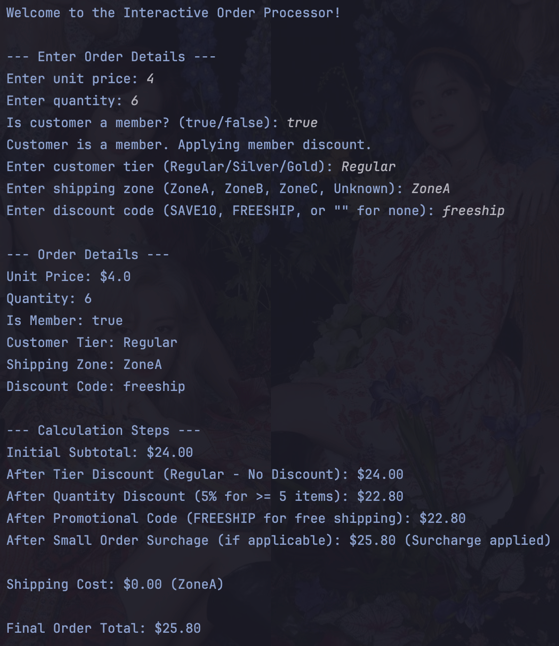 Welcome to the Interactive Order Processor!
--- Enter Order Details ---
Enter unit price: 4
Enter quantity: 6
Is customer a member? (true/false): true
Customer is a member. Applying member discount.
Enter customer tier (Regular/Silver/Gold): Regular
Enter shipping zone (ZoneA, ZoneB, ZoneC, Unknown): ZoneA
Enter discount code (SAVE10, FREESHIP, or "" for none): freeship
--- Order Details ---
Unit Price: $4.0
Quantity: 6
Is Member: true
Customer Tier: Regular
Shipping Zone: ZoneA
Discount Code: freeship
--- Calculation Steps ---
Initial Subtotal: $24.00
After Tier Discount (Regular - No Discount): $24.00
After Quantity Discount (5% for >= 5 items): $22.80
After Promotional Code (FREESHIP for free shipping): $22.80
After Small Order Surchage (if applicable): $25.80 (Surcharge applied)
Shipping Cost: $0.00 (ZoneA)
Final Order Total: $25.80